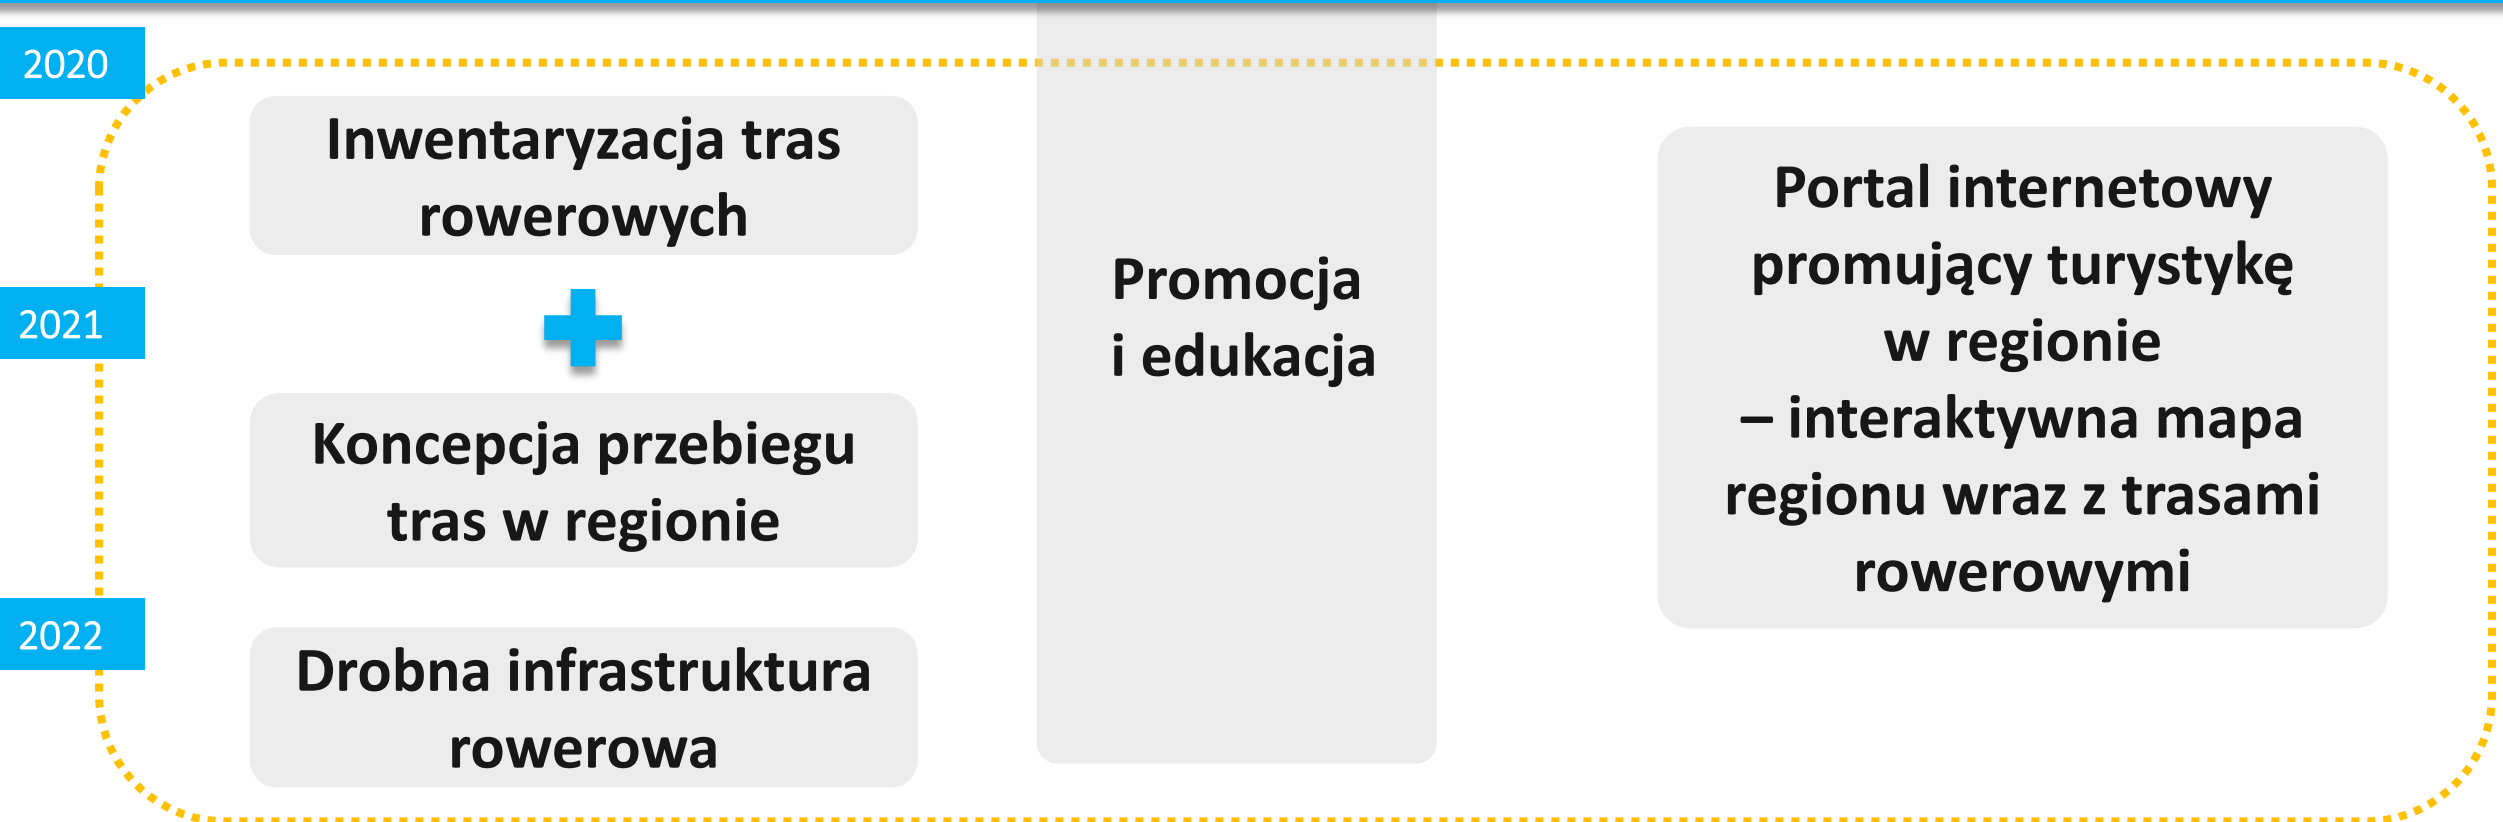 2020
Inwentaryzacja tras
rowerowych
2021
Koncepcja przebiegu
tras w regionie
2022
Drobna infrastruktura
rowerowa
Promocja
i edukacja
Portal internetowy
promujący turystykę
w regionie
– interaktywna mapa
regionu wraz z trasami
rowerowymi